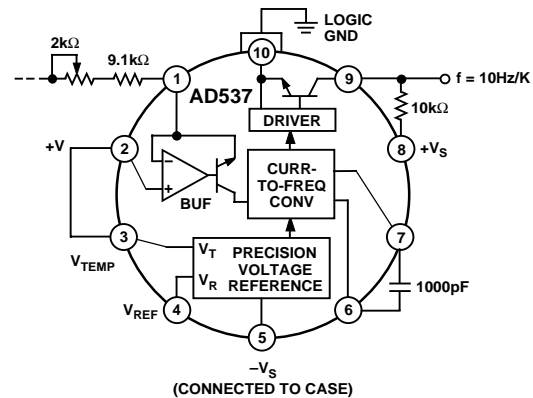 LOGIC
GND
2kΩ
9.1kΩ
10
1
9
f = 10Hz/K
AD537
10kΩ
DRIVER
+V
2
8
+VS
CURR-
TO-FREQ
CONV
–
+
BUF
3
7
VTEMP
VT
PRECISION
VOLTAGE
REFERENCE
VR
1000pF
VREF
4
6
5
–VS
(CONNECTED TO CASE)